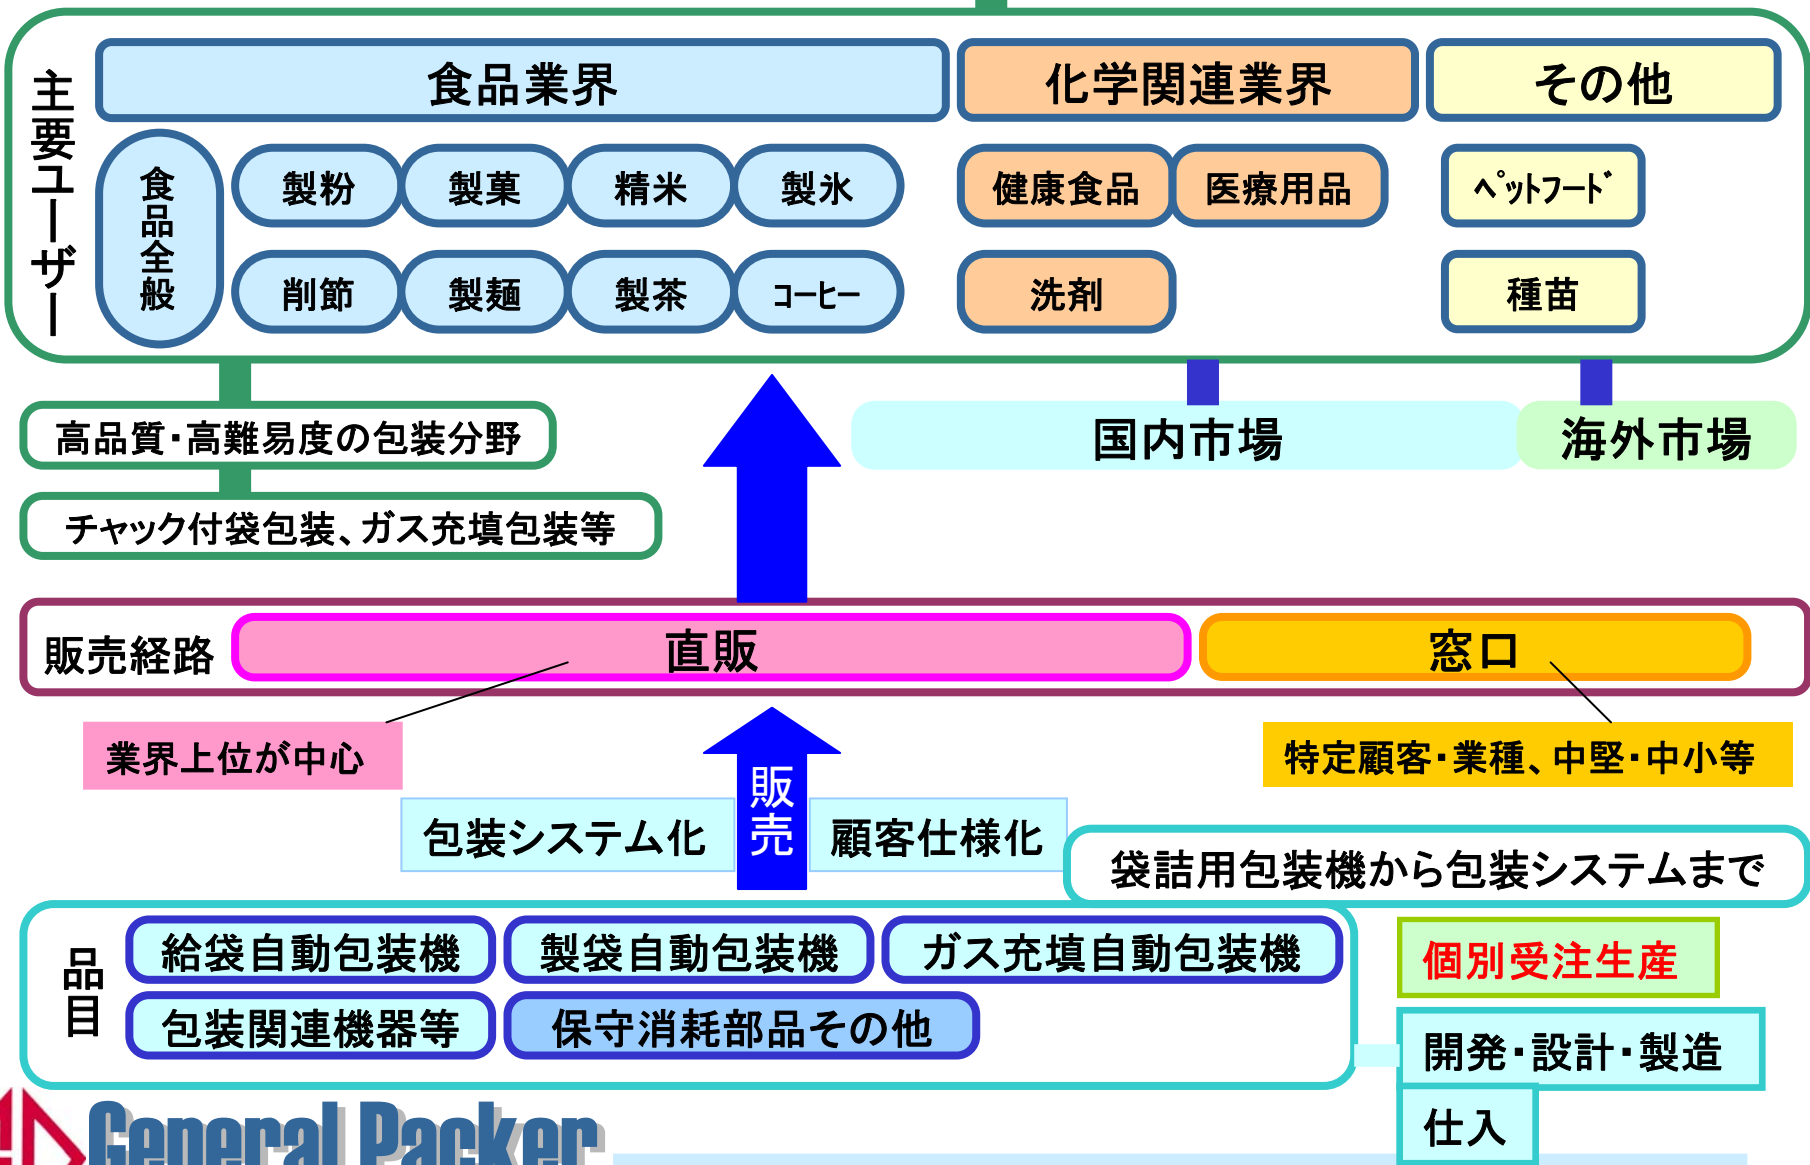 主要ユーザー
食品業界
化学関連業界
その他
食品全般
製粉
製菓
精米
製氷
健康食品
医療用品
ﾍﾟｯﾄﾌｰﾄﾞ
削節
製麺
製茶
ｺｰﾋｰ
洗剤
種苗
高品質・高難易度の包装分野
国内市場
海外市場
チャック付袋包装、ガス充填包装等
販売経路
直販
窓口
業界上位が中心
特定顧客・業種、中堅・中小等
販売
包装システム化
顧客仕様化
袋詰用包装機から包装システムまで
品目
給袋自動包装機
製袋自動包装機
ガス充填自動包装機
個別受注生産
包装関連機器等
保守消耗部品その他
開発・設計・製造
仕入
General Packer